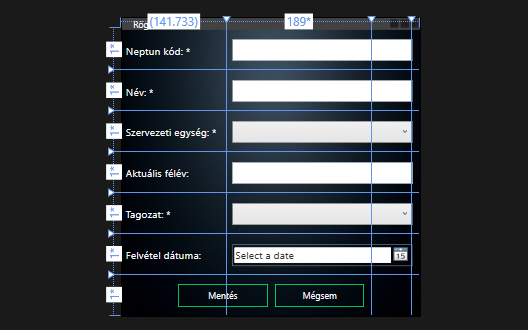 (141.733) 189*
Neptun kód: *
Név: *
Szervezeti egység: *
Aktuális félév:
Tagozat: *
Felvétel dátuma: Select a date 15
Mentés Mégsem